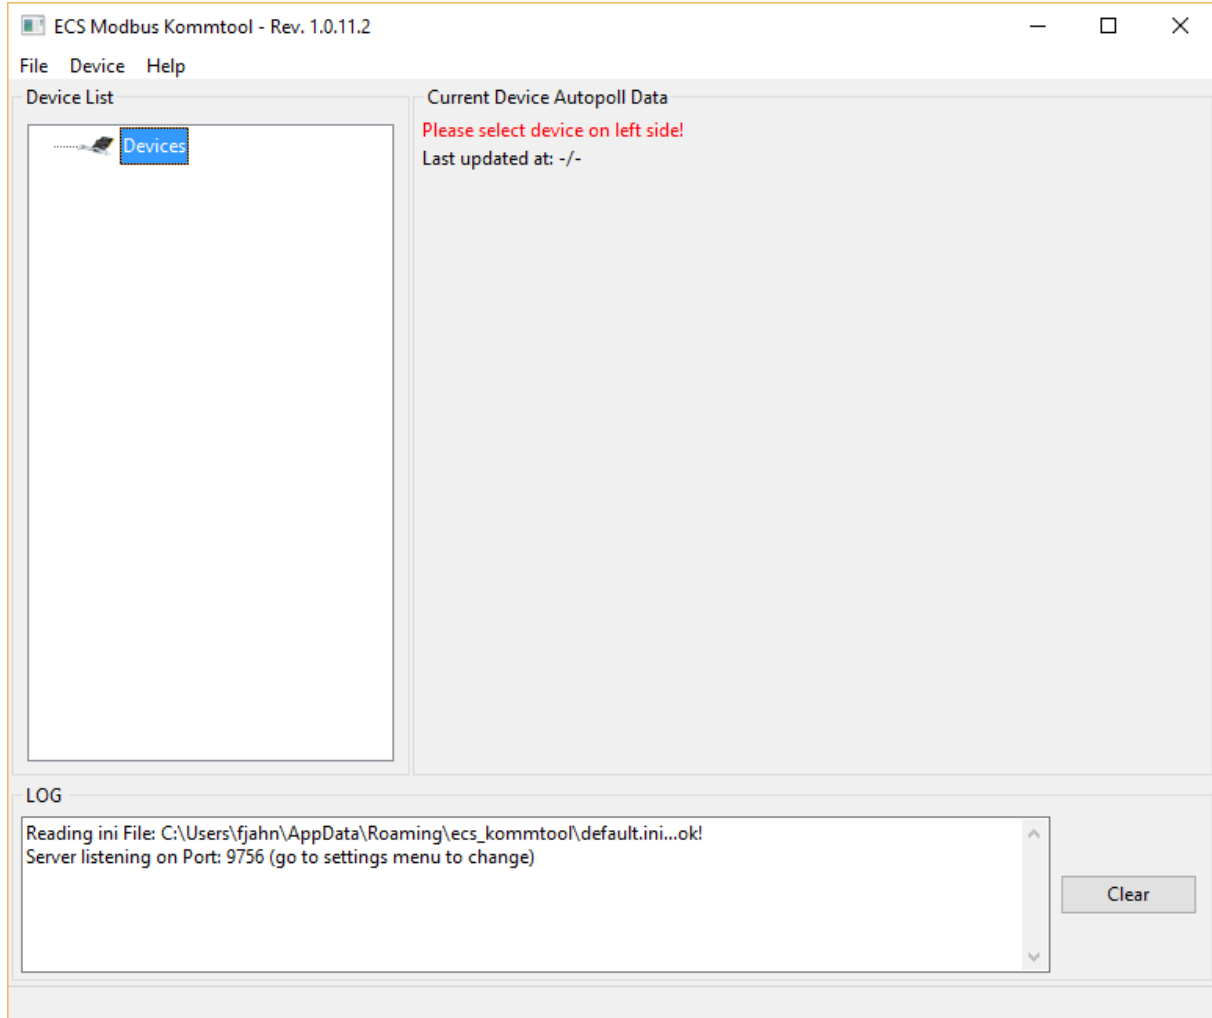 ECS Modbus Kommtool - Rev. 1.0.11.2
File Device Help
Device List
Devices
Current Device Autopoll Data
Please select device on left side!
Last updated at: -/-
LOG
Reading ini File: C:\Users\fjahn\AppData\Roaming\ecs_kommtool\default.ini...ok!
Server listening on Port: 9756 (go to settings menu to change)
Clear